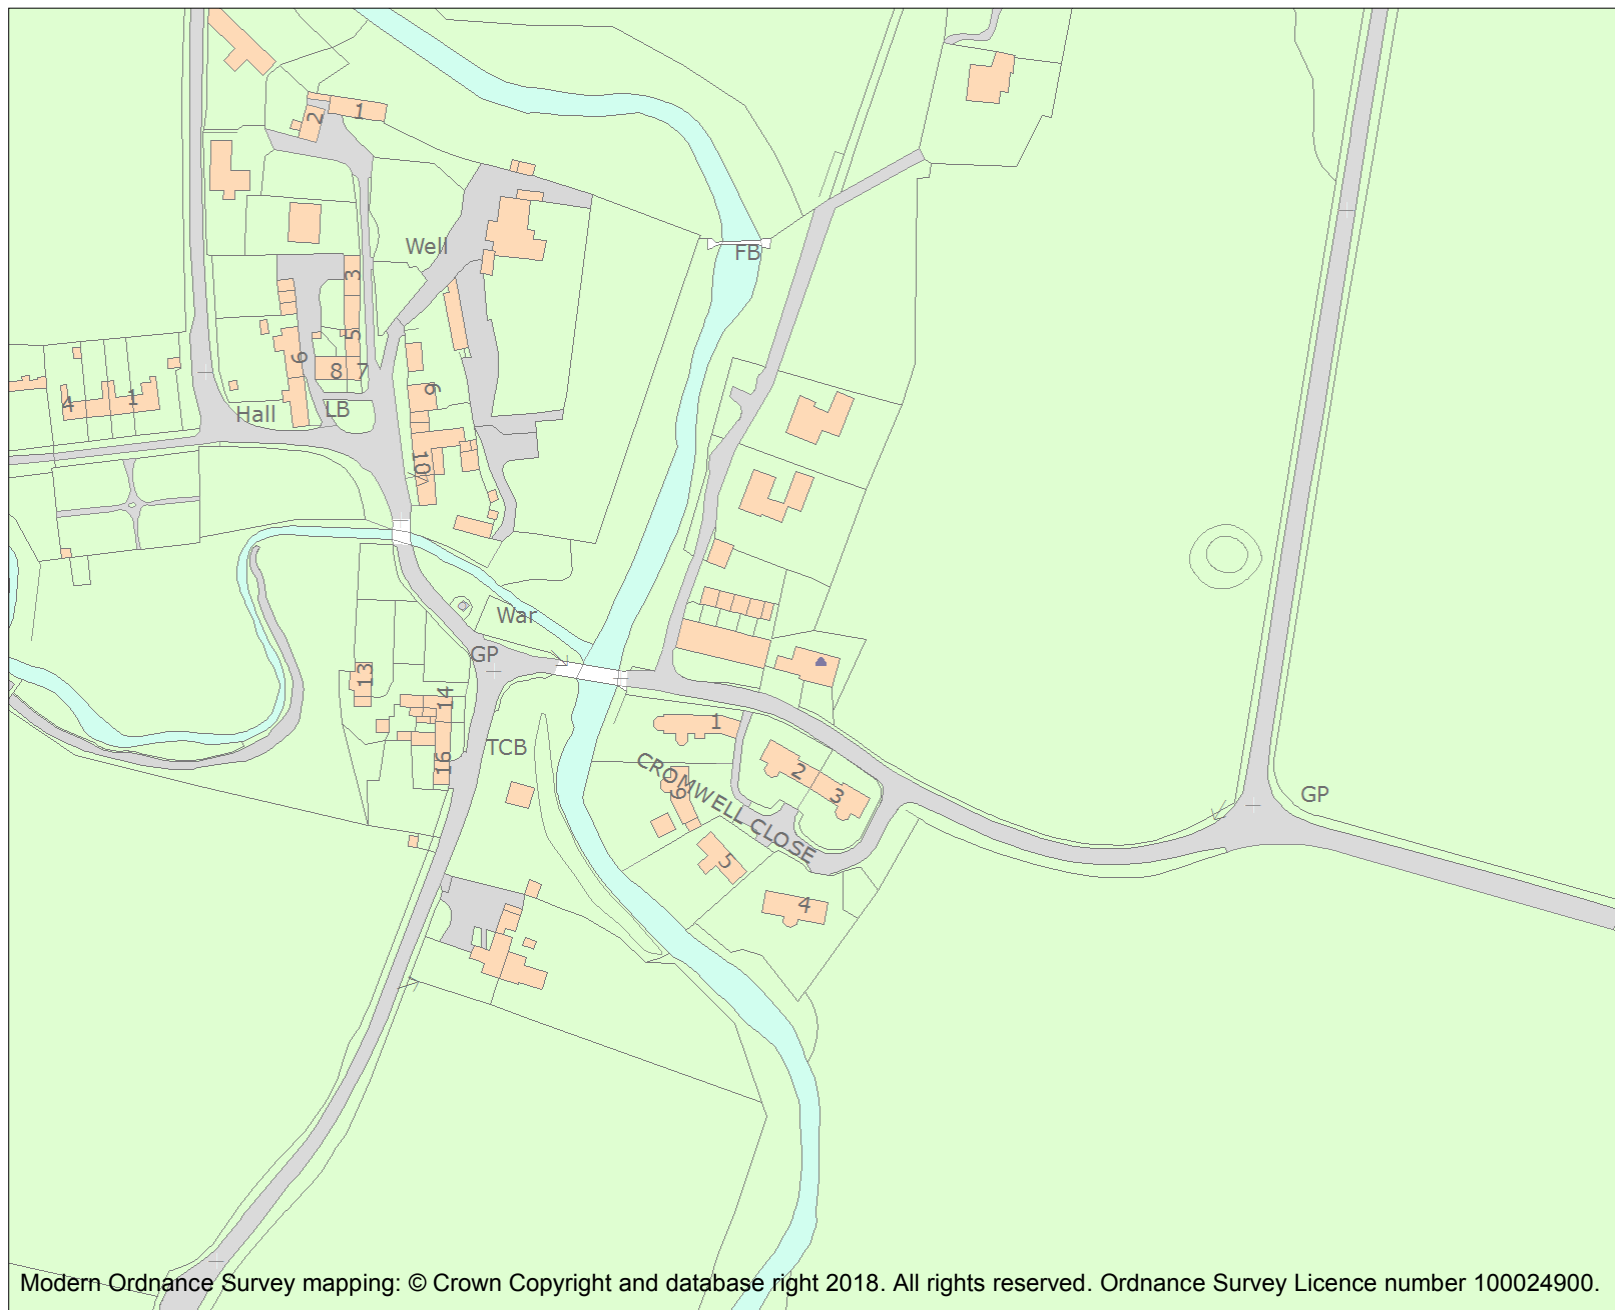 1
2
Well
FB
3
5
6
8 7
9
4 1
Hall LB
10
War
GP
13
14
TCB
16
1
CROMWELL CLOSE
2
3
6
5
4
GP
Modern Ordnance Survey mapping: © Crown Copyright and database right 2018. All rights reserved. Ordnance Survey Licence number 100024900.